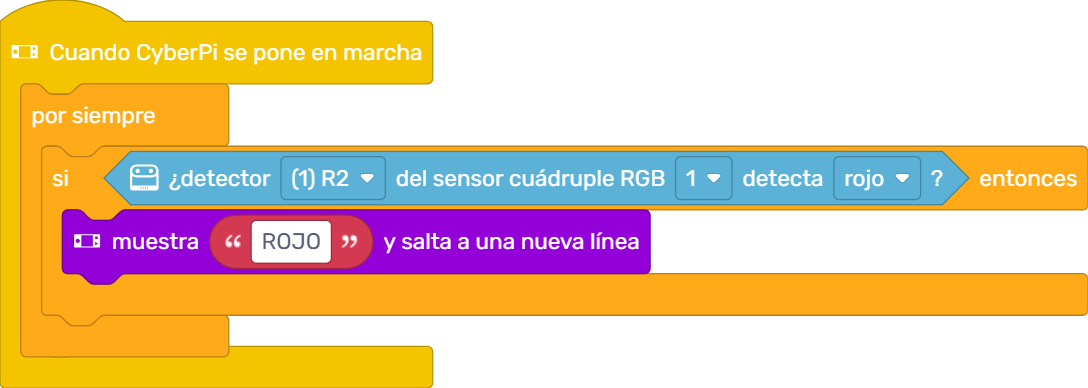 Cuando CyberPi se pone en marcha
por siempre
si ¿detector (1) R2 del sensor cuádruple RGB 1 detecta rojo ? entonces
muestra “ ROJO ” y salta a una nueva línea